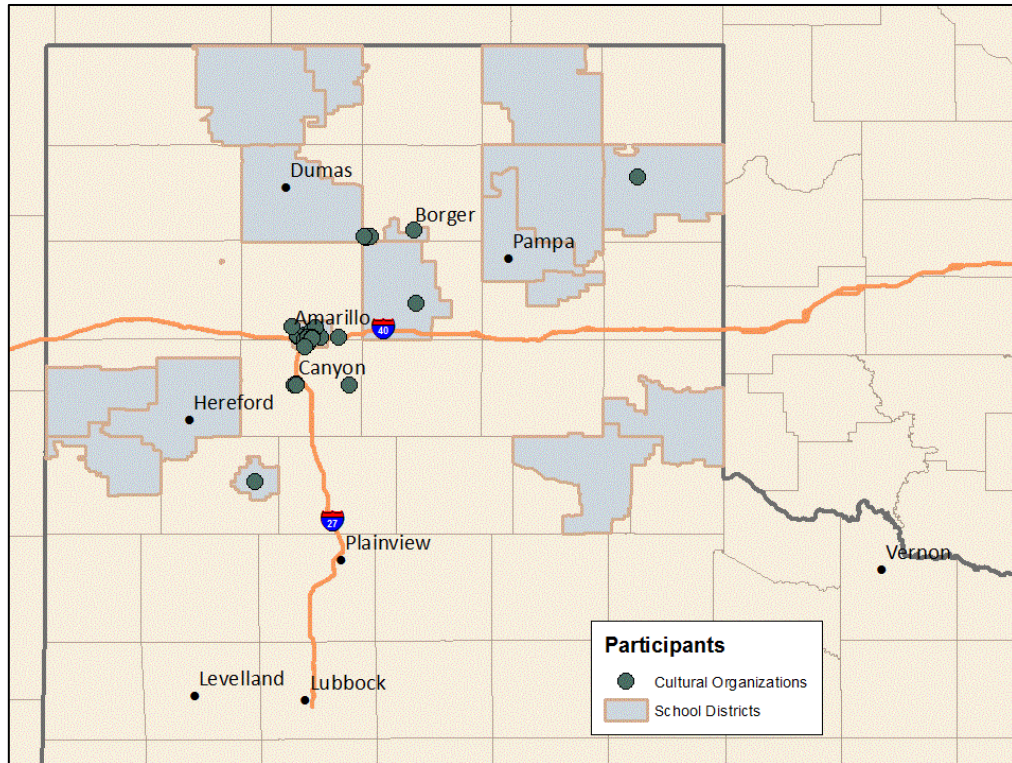 Dumas
Borger
Pampa
Amarillo
40
Canyon
Hereford
27
Plainview
Vernon
Participants
Cultural Organizations
School Districts
Levelland
Lubbock